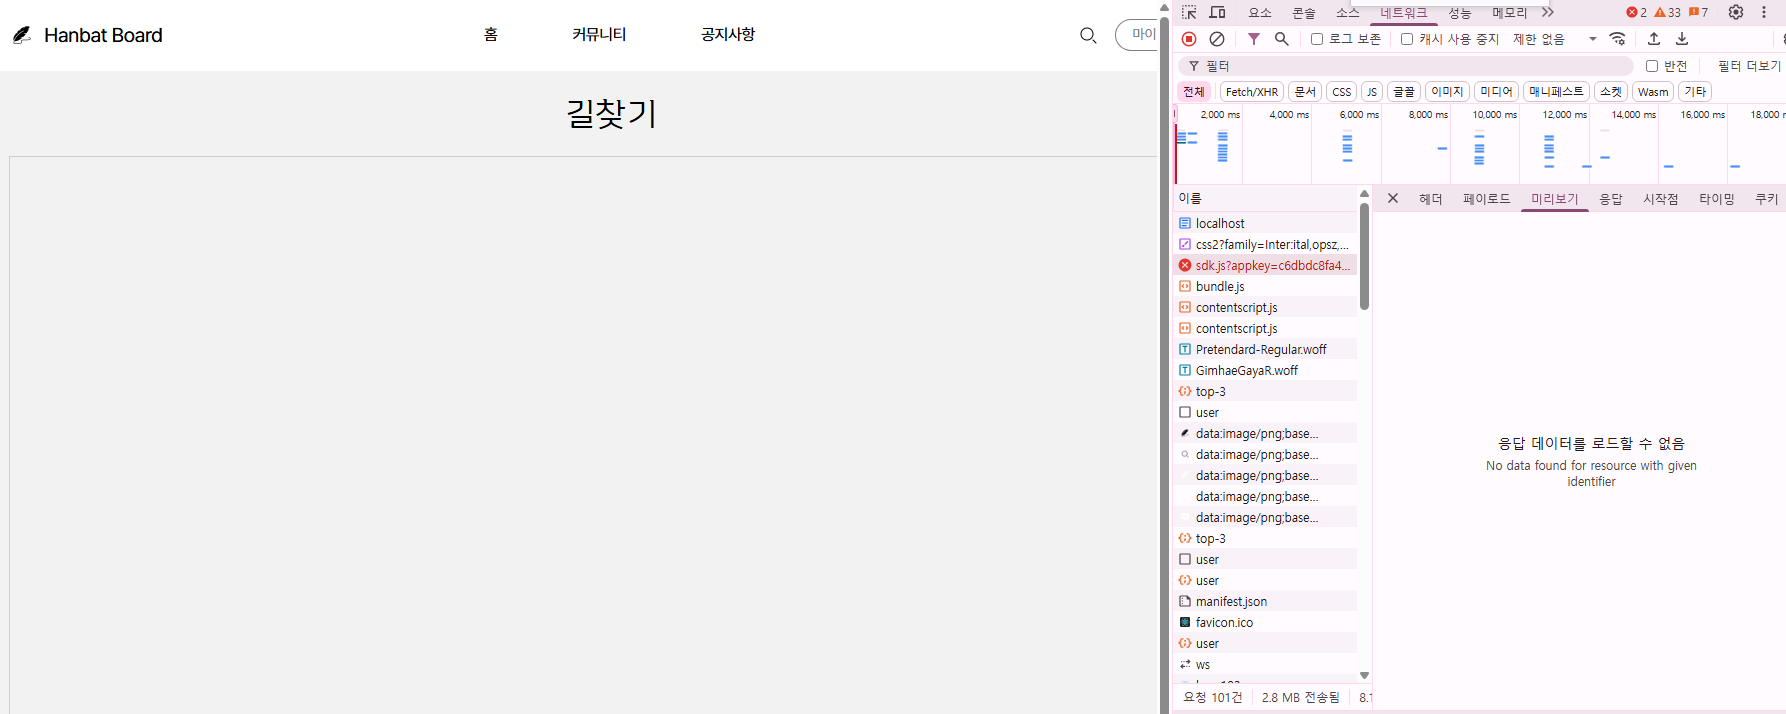 Hanbat Board
홈
커뮤니티
공지사항
마이
길찾기
요소
콘솔
소스
네트워크
성능
메모리
2
33
7
로그 보존
캐시 사용 중지
제한 없음
필터
반전
필터 더보기
전체
Fetch/XHR
문서
CSS
JS
글꼴
이미지
미디어
매니페스트
소켓
Wasm
기타
2,000 ms
4,000 ms
6,000 ms
8,000 ms
10,000 ms
12,000 ms
14,000 ms
16,000 ms
18,000 m
이름
헤더
페이로드
미리보기
응답
시작점
타이밍
쿠키
localhost
css2?family=Inter:ital,opsz,...
sdk.js?appkey=c6dbdc8fa4...
bundle.js
contentscript.js
contentscript.js
Pretendard-Regular.woff
GimhaeGayaR.woff
top-3
user
data:image/png;base...
data:image/png;base...
data:image/png;base...
data:image/png;base...
data:image/png;base...
top-3
user
user
manifest.json
favicon.ico
user
ws
응답 데이터를 로드할 수 없음
No data found for resource with given
identifier
요청 101건
2.8 MB 전송됨
8.1